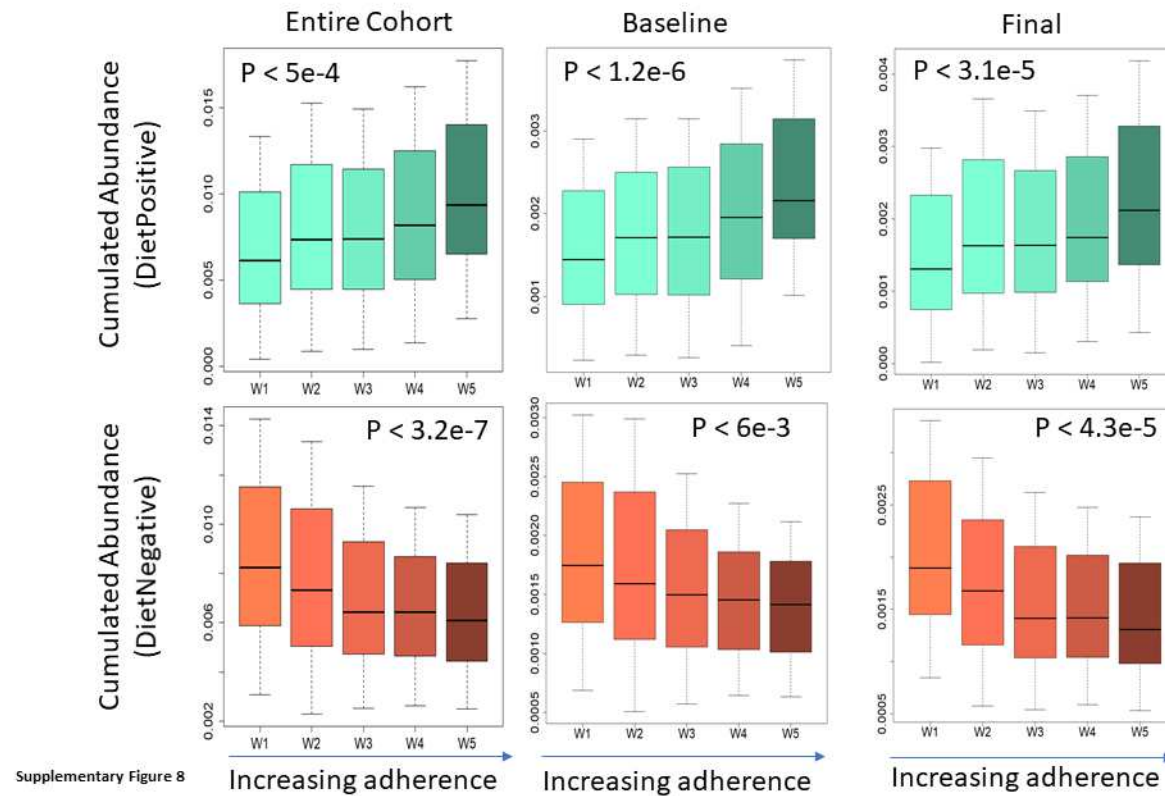 Entire Cohort
Baseline
Final
Cumulated Abundance
(DietPositive)
P < 5e-4
0.015
0.010
0.005
0.000
W1 W2 W3 W4 W5
P < 1.2e-6
0.003
0.002
0.001
W1 W2 W3 W4 W5
P < 3.1e-5
0.004
0.003
0.002
0.001
0.000
W1 W2 W3 W4 W5
Cumulated Abundance
(DietNegative)
P < 3.2e-7
0.014
0.010
0.006
0.002
W1 W2 W3 W4 W5
P < 6e-3
0.0030
0.0025
0.0020
0.0015
0.0010
0.0005
W1 W2 W3 W4 W5
P < 4.3e-5
0.0025
0.0015
0.0005
W1 W2 W3 W4 W5
Supplementary Figure 8
Increasing adherence
Increasing adherence
Increasing adherence